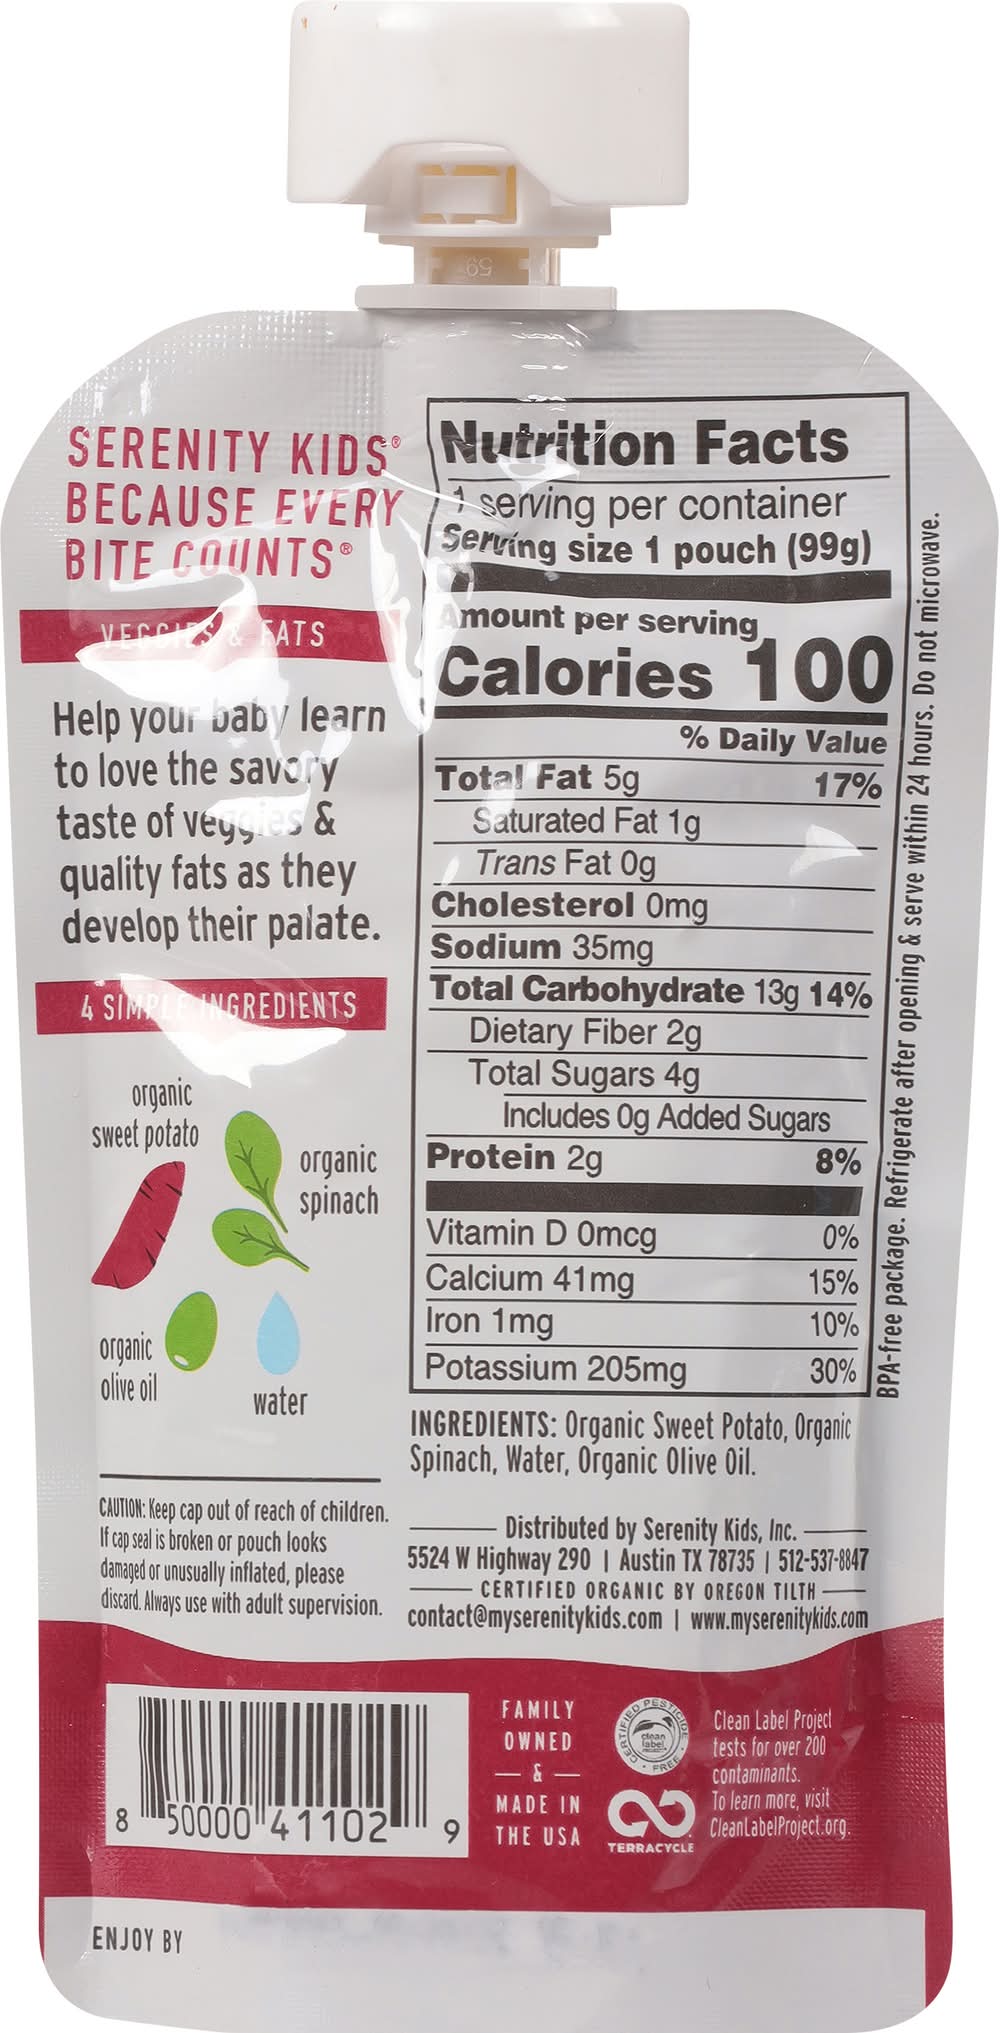 59
SERENITY KIDS®
BECAUSE EVERY
BITE COUNTS®
VEGGIES & FATS
Help your baby learn
to love the savory
taste of veggies &
quality fats as they
develop their palate.
4 SIMPLE INGREDIENTS
organic
sweet potato
organic
spinach
organic
olive oil
water
CAUTION: Keep cap out of reach of children.
If cap seal is broken or pouch looks
damaged or unusually inflated, please
discard. Always use with adult supervision.
Nutrition Facts
1 serving per container
Serving size 1 pouch (99g)
Amount per serving
Calories 100
% Daily Value
Total Fat 5g 17%
Saturated Fat 1g
Trans Fat 0g
Cholesterol 0mg
Sodium 35mg
Total Carbohydrate 13g 14%
Dietary Fiber 2g
Total Sugars 4g
Includes 0g Added Sugars
Protein 2g 8%
Vitamin D 0mcg 0%
Calcium 41mg 15%
Iron 1mg 10%
Potassium 205mg 30%
BPA-free package. Refrigerate after opening & serve within 24 hours. Do not microwave.
INGREDIENTS: Organic Sweet Potato, Organic
Spinach, Water, Organic Olive Oil.
Distributed by Serenity Kids, Inc.
5524 W Highway 290 | Austin TX 78735 | 512-537-8847
CERTIFIED ORGANIC BY OREGON TILTH
contact@myserenitykids.com | www.myserenitykids.com
8 50000 41102 9
FAMILY
OWNED
&
MADE IN
THE USA
CERTIFIED PESTICIDE FREE
clean
label
PROJECT
TERRACYCLE
Clean Label Project
tests for over 200
contaminants.
To learn more, visit
CleanLabelProject.org.
ENJOY BY